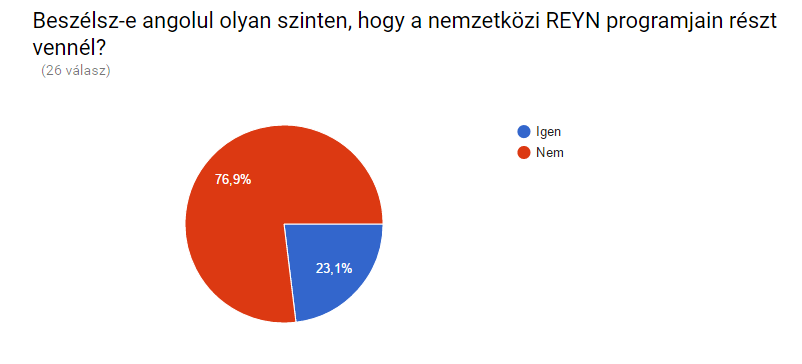 Beszélsz-e angolul olyan szinten, hogy a nemzetközi REYN programjain részt
vennél?
(26 válasz)
Igen
Nem
76,9%
23,1%